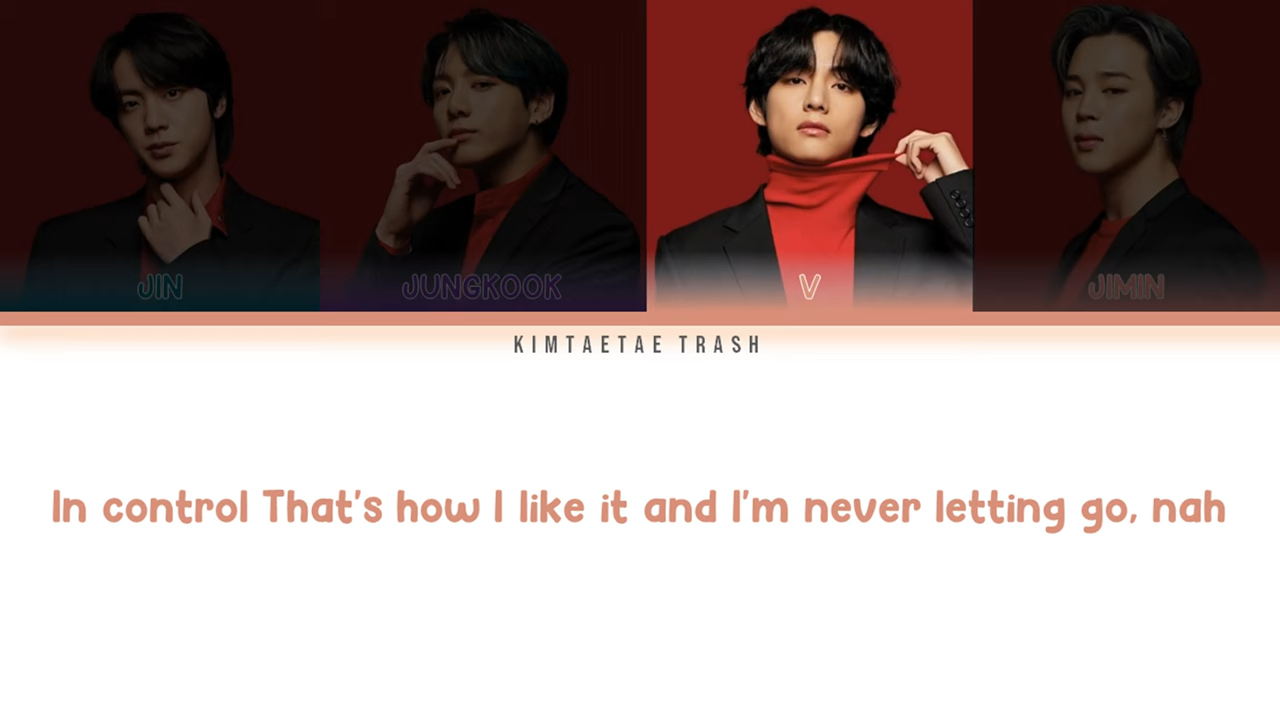 JIN
JUNGKOOK
V
JIMIN
KIMTAETAE TRASH
In control That's how I like it and I'm never letting go, nah